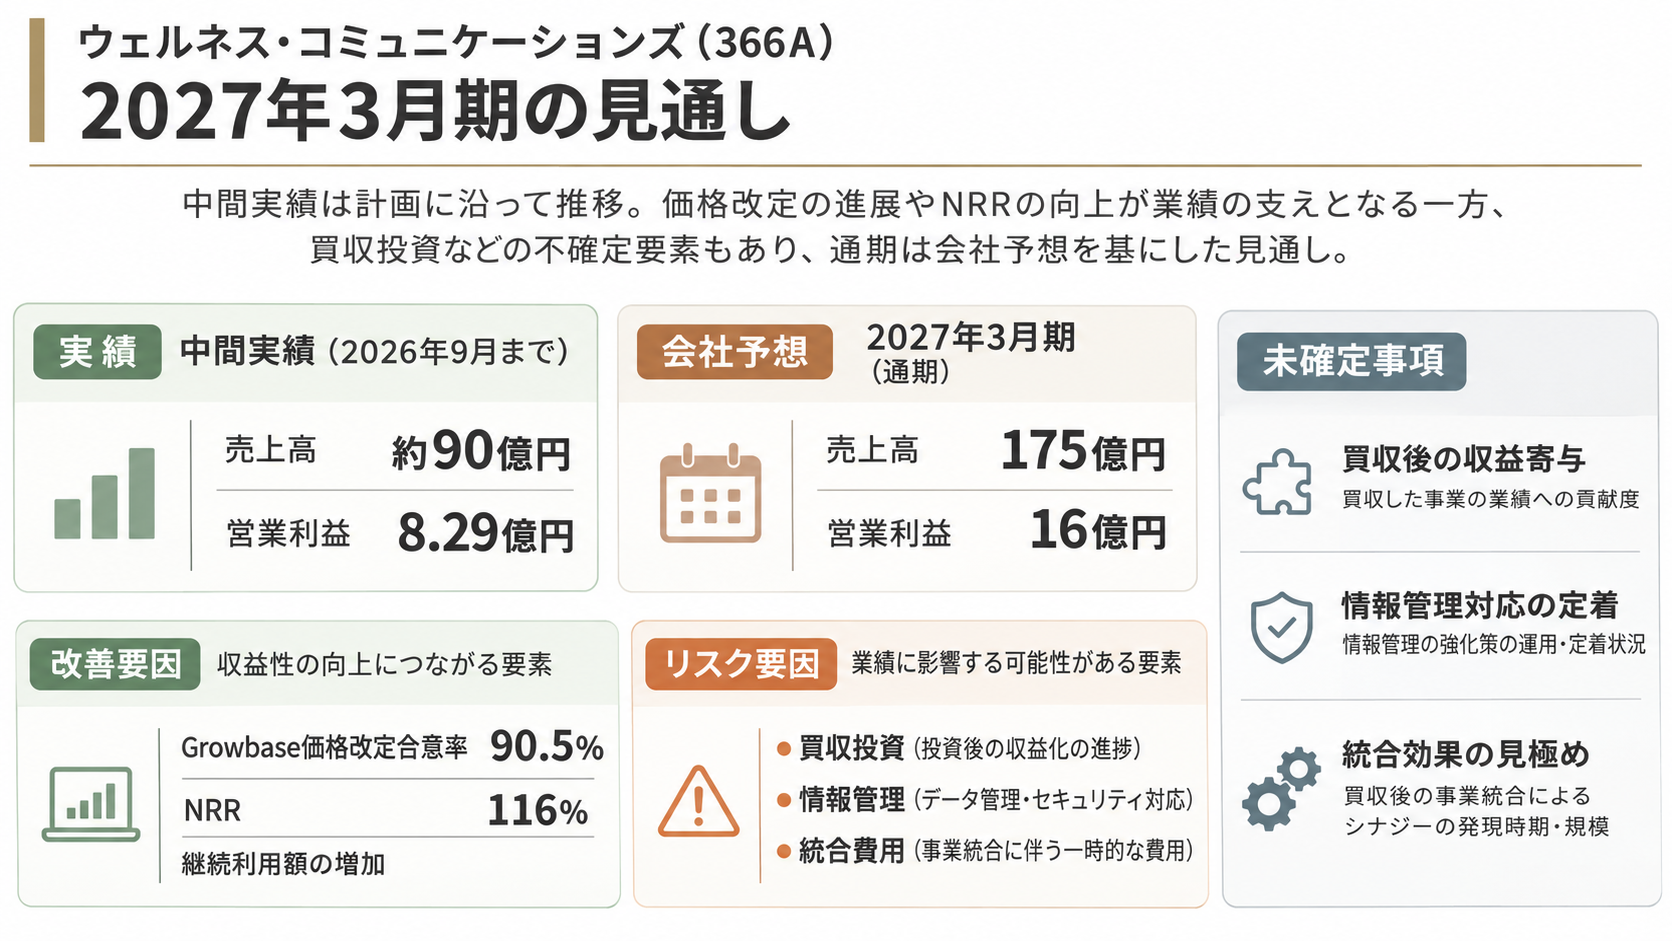 ウェルネス・コミュニケーションズ（366A）
2027年3月期の見通し
中間実績は計画に沿って推移。価格改定の進展やNRRの向上が業績の支えとなる一方、
買収投資などの不確定要素もあり、通期は会社予想を基にした見通し。
実績 中間実績（2026年9月まで）
売上高 約90億円
営業利益 8.29億円
会社予想 2027年3月期
（通期）
売上高 175億円
営業利益 16億円
改善要因 収益性の向上につながる要素
Growbase価格改定合意率 90.5%
NRR 116%
継続利用額の増加
リスク要因 業績に影響する可能性がある要素
● 買収投資（投資後の収益化の進捗）
● 情報管理（データ管理・セキュリティ対応）
● 統合費用（事業統合に伴う一時的な費用）
未確定事項
買収後の収益寄与
買収した事業の業績への貢献度
情報管理対応の定着
情報管理の強化策の運用・定着状況
統合効果の見極め
買収後の事業統合による
シナジーの発現時期・規模